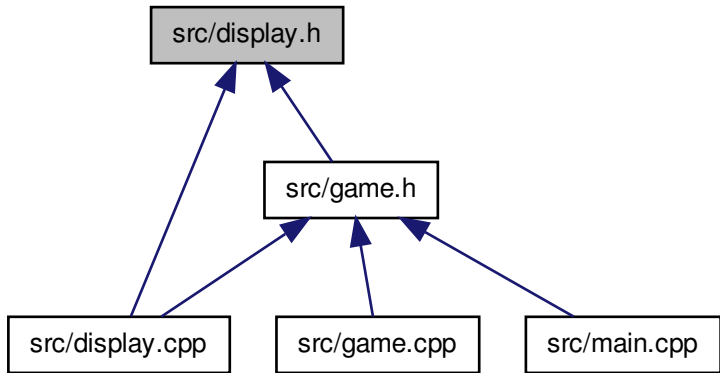 src/display.h
src/game.h
src/display.cpp
src/game.cpp
src/main.cpp